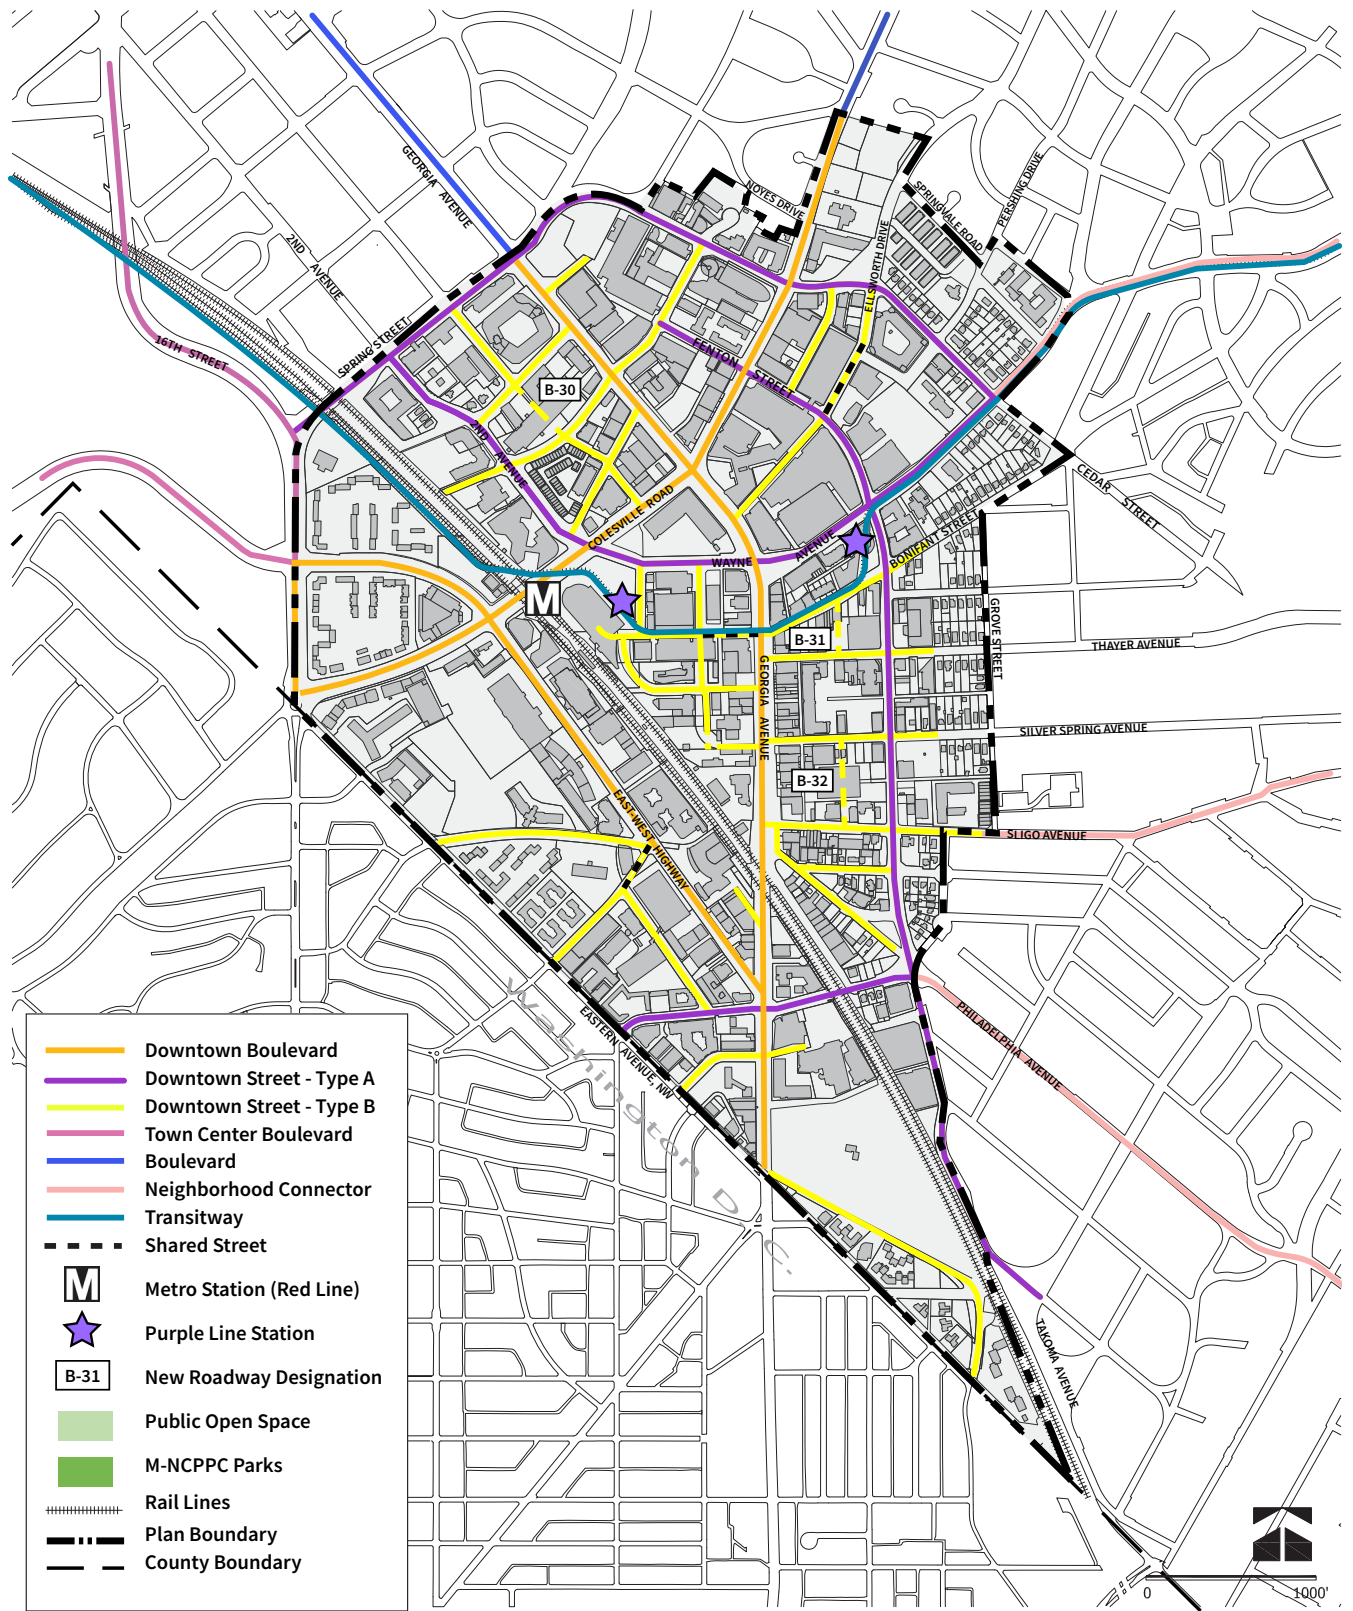 NOYES DRIVE
PERSHING DRIVE
SPRINGVALE ROAD
GEORGIA AVENUE
2ND AVENUE
ELLSWORTH DRIVE
SPRING STREET
16TH STREET
FENTON STREET
B-30
2ND AVENUE
COLESVILLE ROAD
CEDAR STREET
WAYNE AVENUE
BONIFANT STREET
M
B-31
GROVE STREET
THAYER AVENUE
GEORGIA AVENUE
SILVER SPRING AVENUE
B-32
EAST-WEST HIGHWAY
SLIGO AVENUE
Washington D.C.
EASTERN AVENUE, NW
PHILADELPHIA AVENUE
TAKOMA AVENUE
Downtown Boulevard
Downtown Street - Type A
Downtown Street - Type B
Town Center Boulevard
Boulevard
Neighborhood Connector
Transitway
Shared Street
M Metro Station (Red Line)
Purple Line Station
B-31 New Roadway Designation
Public Open Space
M-NCPPC Parks
Rail Lines
Plan Boundary
County Boundary
0 1000'